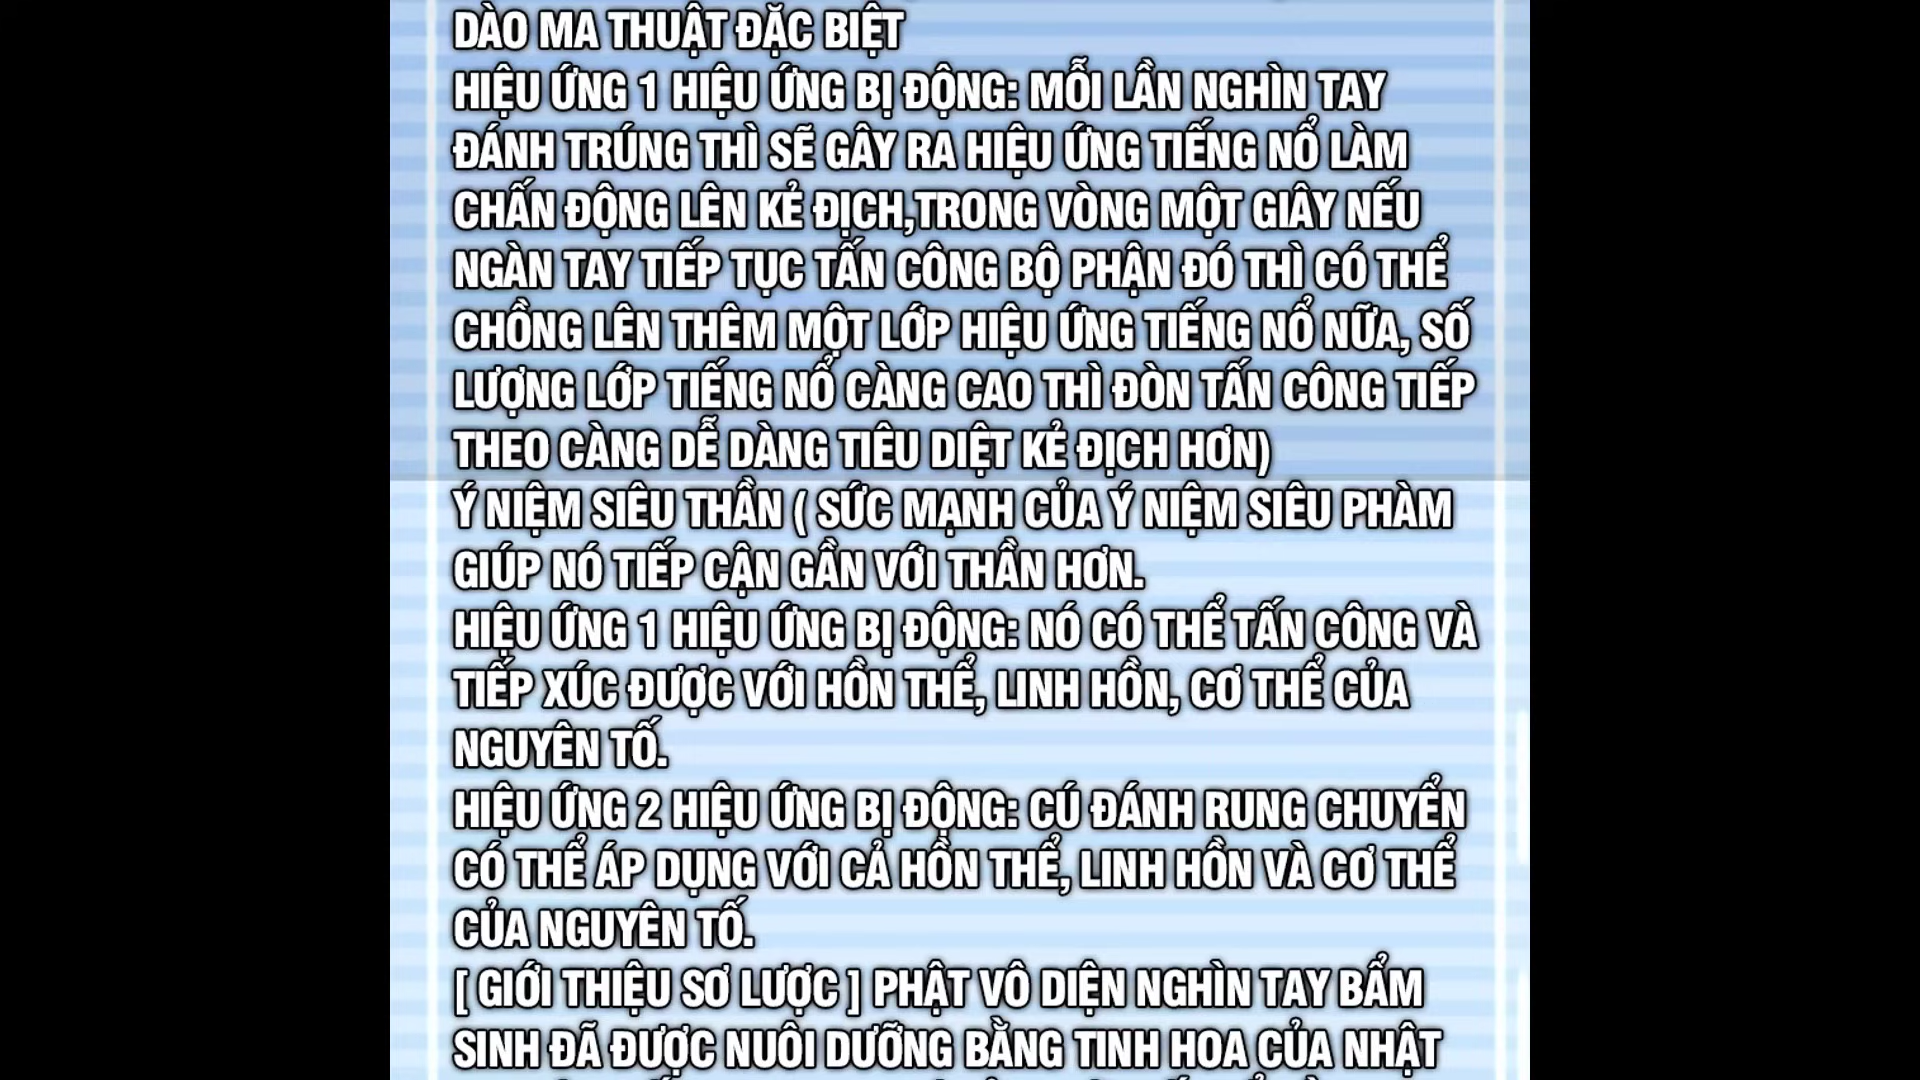 DÀO MA THUẬT ĐẶC BIỆT
HIỆU ỨNG 1 HIỆU ỨNG BỊ ĐỘNG: MỖI LẦN NGHÌN TAY
ĐÁNH TRÚNG THÌ SẼ GÂY RA HIỆU ỨNG TIẾNG NỔ LÀM
CHẤN ĐỘNG LÊN KẺ ĐỊCH,TRONG VÒNG MỘT GIÂY NẾU
NGÀN TAY TIẾP TỤC TẤN CÔNG BỘ PHẬN ĐÓ THÌ CÓ THỂ
CHỒNG LÊN THÊM MỘT LỚP HIỆU ỨNG TIẾNG NỔ NỮA, SỐ
LƯỢNG LỚP TIẾNG NỔ CÀNG CAO THÌ ĐÒN TẤN CÔNG TIẾP
THEO CÀNG DỄ DÀNG TIÊU DIỆT KẺ ĐỊCH HƠN)
Ý NIỆM SIÊU THẦN ( SỨC MẠNH CỦA Ý NIỆM SIÊU PHÀM
GIÚP NÓ TIẾP CẬN GẦN VỚI THẦN HƠN.
HIỆU ỨNG 1 HIỆU ỨNG BỊ ĐỘNG: NÓ CÓ THỂ TẤN CÔNG VÀ
TIẾP XÚC ĐƯỢC VỚI HỒN THỂ, LINH HỒN, CƠ THỂ CỦA
NGUYÊN TỐ.
HIỆU ỨNG 2 HIỆU ỨNG BỊ ĐỘNG: CÚ ĐÁNH RUNG CHUYỂN
CÓ THỂ ÁP DỤNG VỚI CẢ HỒN THỂ, LINH HỒN VÀ CƠ THỂ
CỦA NGUYÊN TỐ.
[ GIỚI THIỆU SƠ LƯỢC ] PHẬT VÔ DIỆN NGHÌN TAY BẨM
SINH ĐÃ ĐƯỢC NUÔI DƯỠNG BẰNG TINH HOA CỦA NHẬT